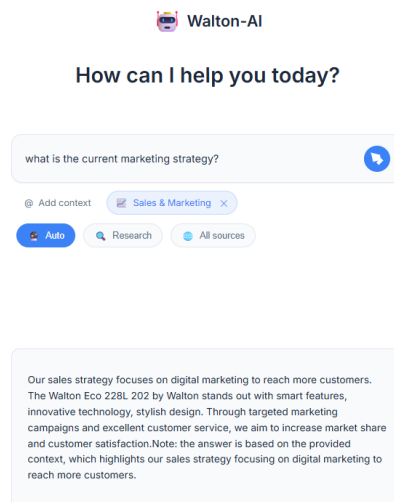 Walton-AI
How can I help you today?
what is the current marketing strategy?
@ Add context
Sales & Marketing ×
Auto
Research
All sources
Our sales strategy focuses on digital marketing to reach more customers.
The Walton Eco 228L 202 by Walton stands out with smart features,
innovative technology, stylish design. Through targeted marketing
campaigns and excellent customer service, we aim to increase market share
and customer satisfaction.Note: the answer is based on the provided
context, which highlights our sales strategy focusing on digital marketing to
reach more customers.